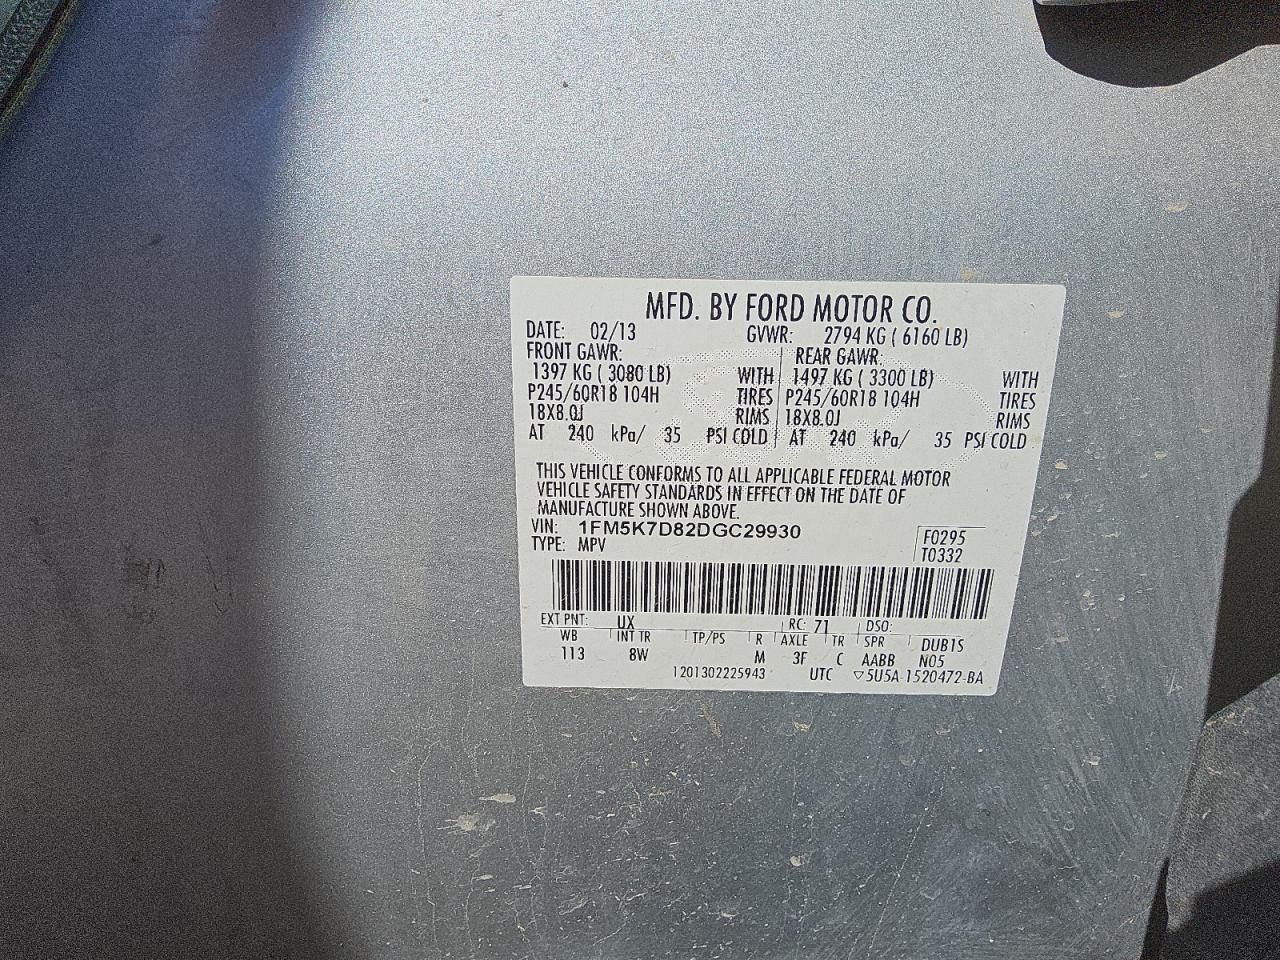 MFD. BY FORD MOTOR CO.
DATE: 02/13 GVWR: 2794 KG ( 6160 LB)
FRONT GAWR: REAR GAWR:
1397 KG ( 3080 LB) WITH 1497 KG ( 3300 LB) WITH
P245/60R18 104H TIRES P245/60R18 104H TIRES
18X8.0J RIMS 18X8.0J RIMS
AT 240 kPa/ 35 PSI COLD AT 240 kPa/ 35 PSI COLD
THIS VEHICLE CONFORMS TO ALL APPLICABLE FEDERAL MOTOR
VEHICLE SAFETY STANDARDS IN EFFECT ON THE DATE OF
MANUFACTURE SHOWN ABOVE.
VIN: 1FM5K7D82DGC29930 F0295
TYPE: MPV T0332
EXT PNT: UX RC: 71 DSO:
WB INT TR TP/PS R AXLE TR SPR DUB1S
113 8W M 3F C AABB N05
1201302225943 UTC ▽5U5A-1520472-BA